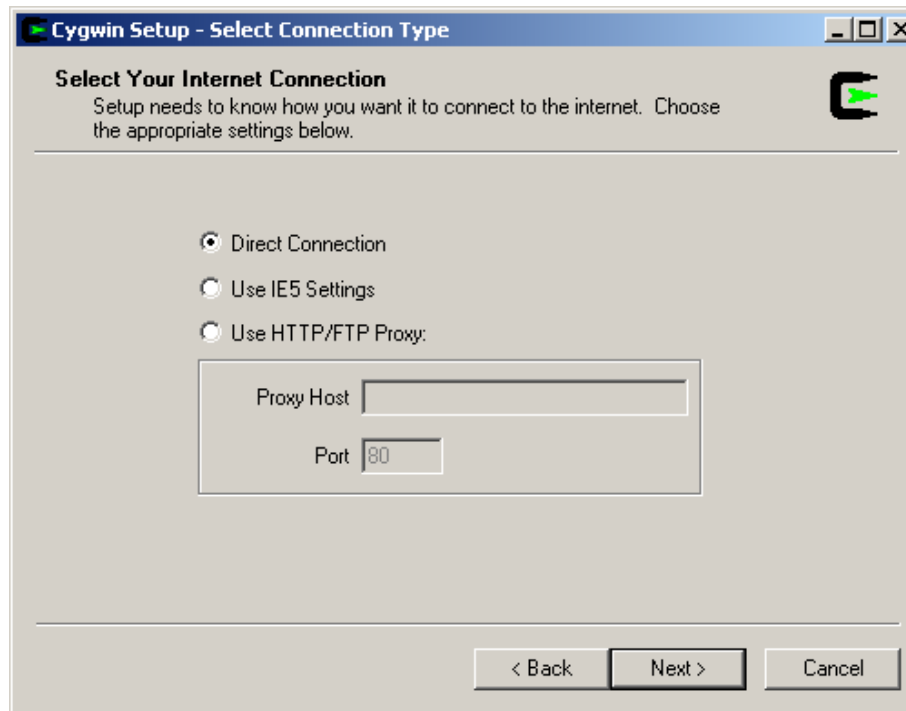 Cygwin Setup - Select Connection Type
Select Your Internet Connection
Setup needs to know how you want it to connect to the internet.  Choose
the appropriate settings below.
Direct Connection
Use IE5 Settings
Use HTTP/FTP Proxy:
Proxy Host
Port 80
< Back Next > Cancel